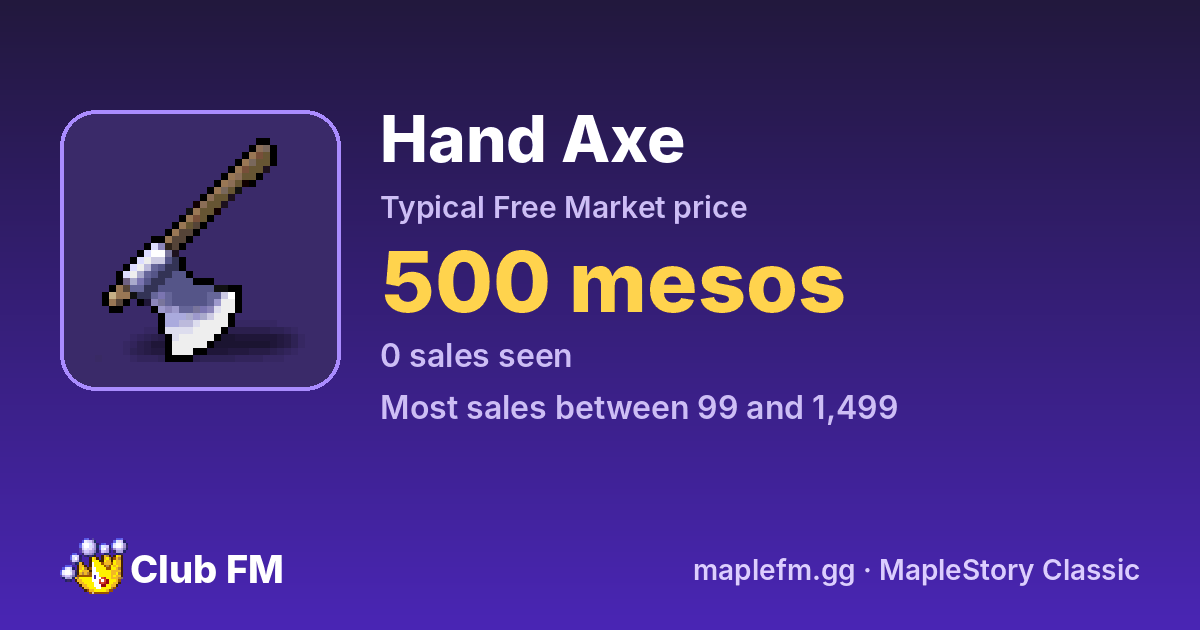 Hand Axe
Typical Free Market price
500 mesos
0 sales seen
Most sales between 99 and 1,499
Club FM
maplefm.gg · MapleStory Classic